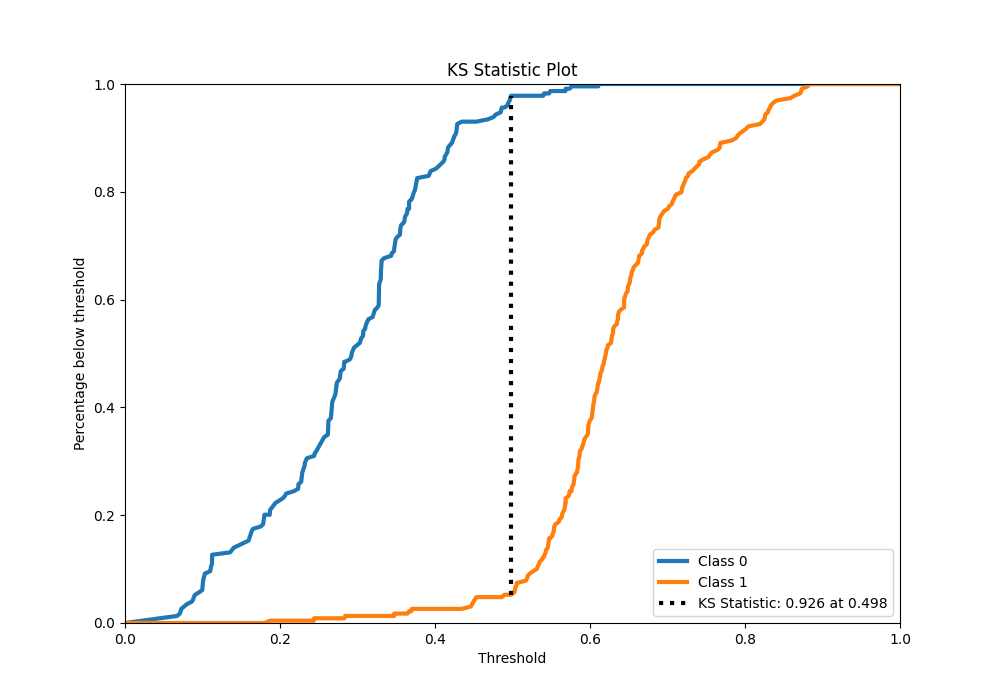 KS Statistic Plot
1.0
0.8
0.6
0.4
0.2
0.0
Percentage below threshold
0.0 0.2 0.4 0.6 0.8 1.0
Threshold
Class 0
Class 1
KS Statistic: 0.926 at 0.498